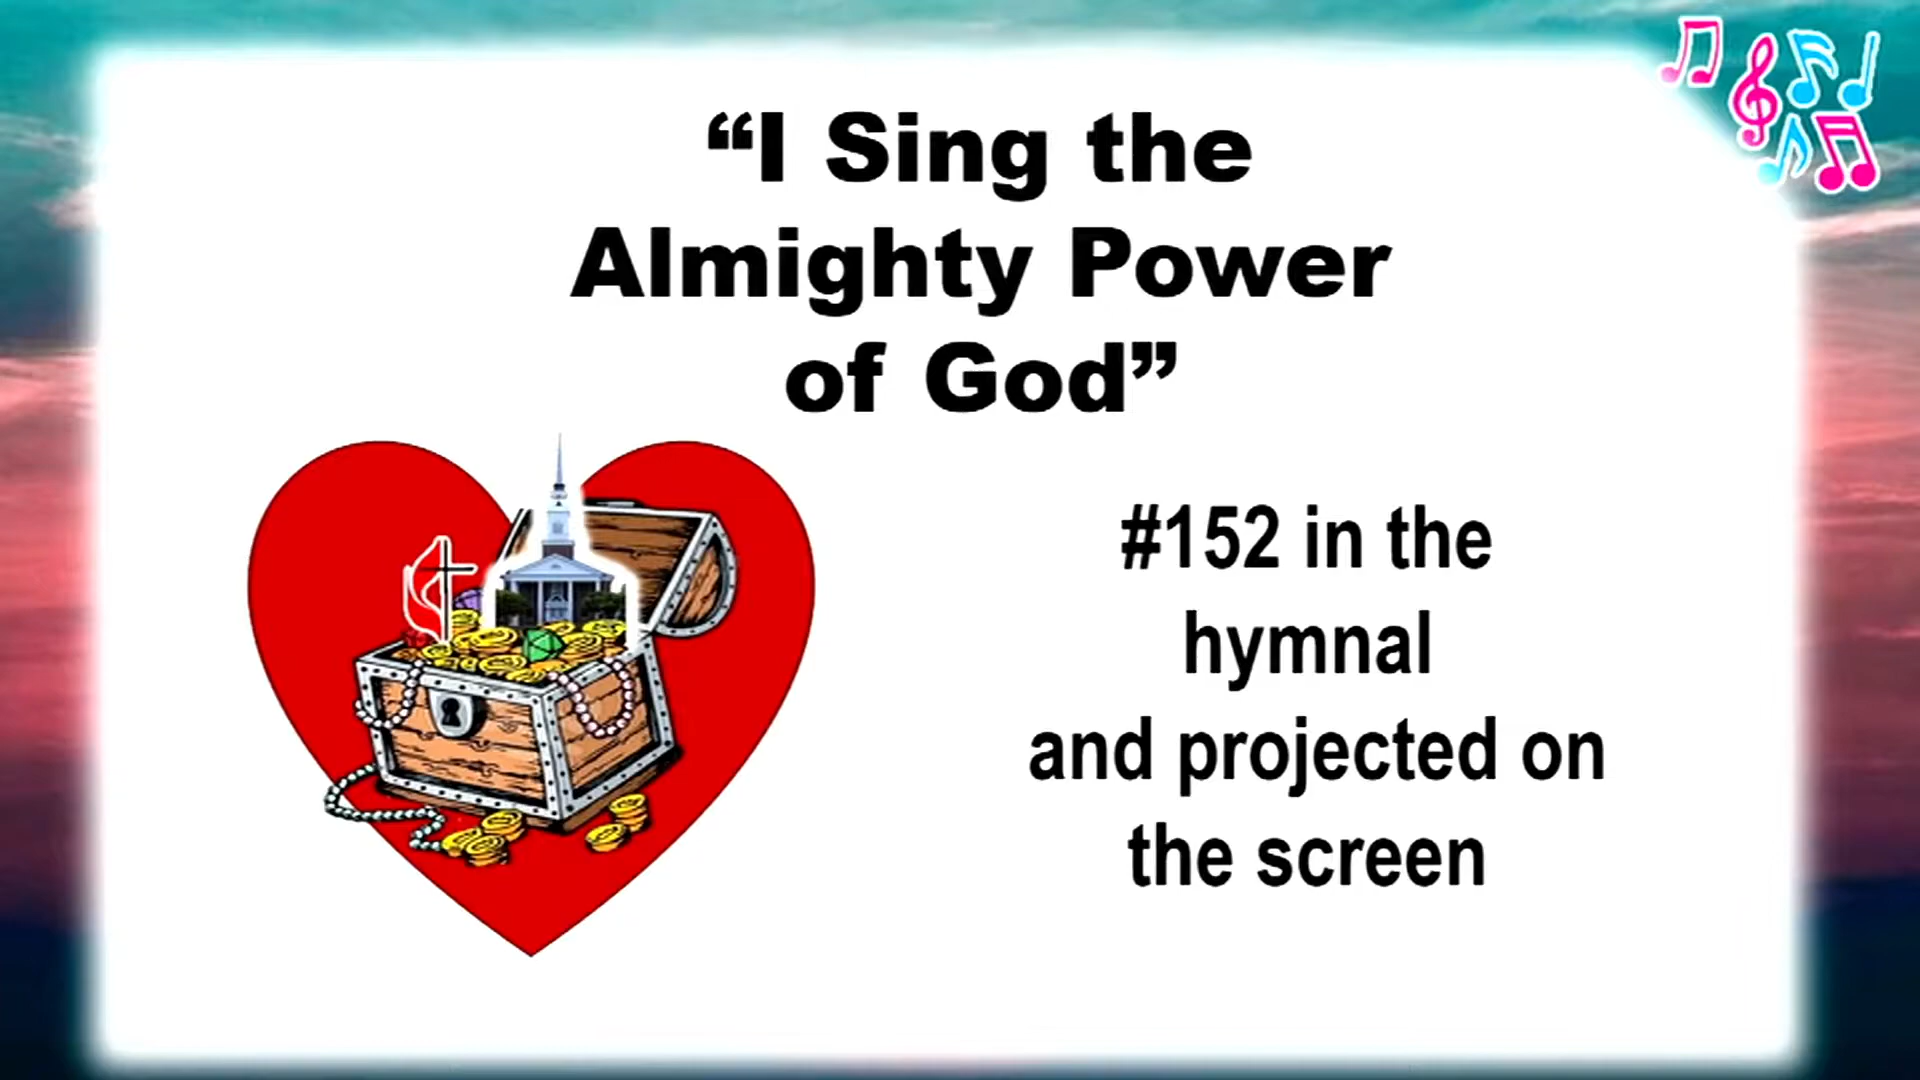 “I Sing the
Almighty Power
of God”
#152 in the
hymnal
and projected on
the screen